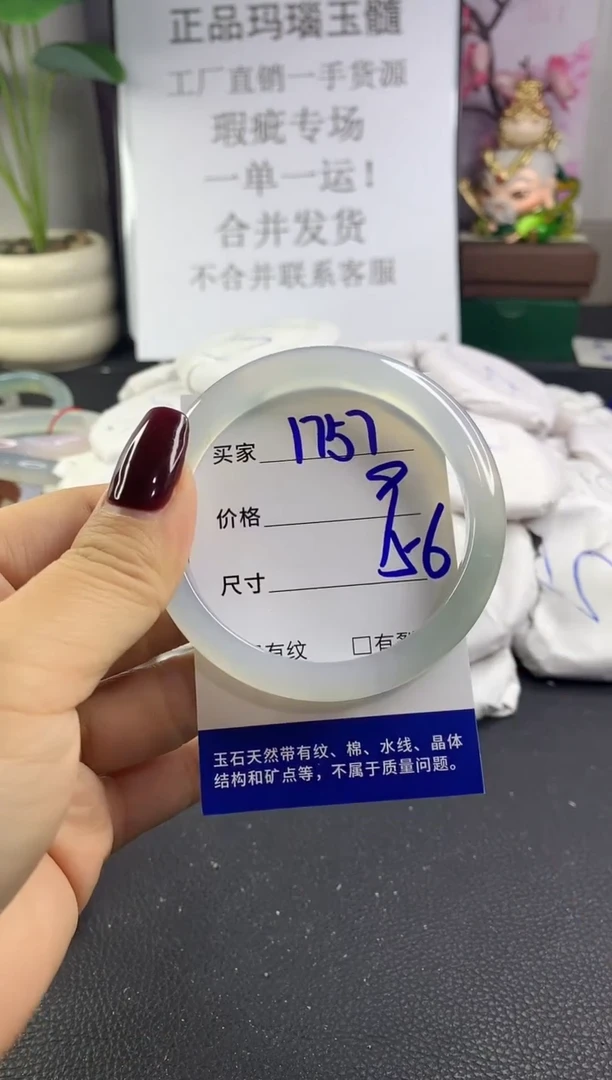 正品玛瑙玉髓
工厂直销一手货源
瑕疵专场
一单一运！
合并发货
不合并联系客服
买家 1757
价格
尺寸 56
有纹 □有裂
玉石天然带有纹、棉、水线、晶体
结构和矿点等，不属于质量问题。